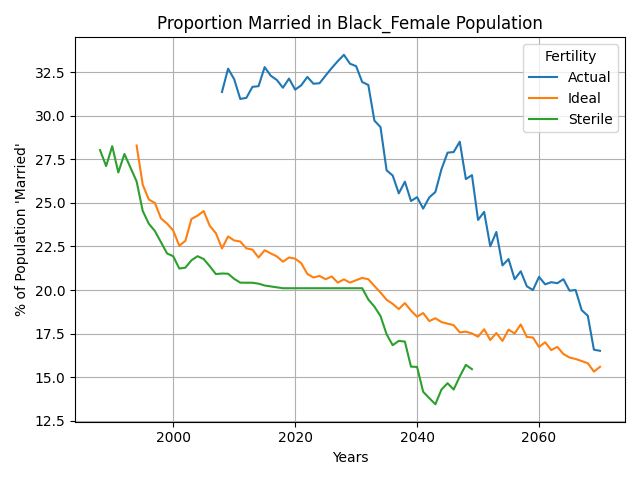 Proportion Married in Black_Female Population
% of Population 'Married'
32.5
30.0
27.5
25.0
22.5
20.0
17.5
15.0
12.5
Fertility
Actual
Ideal
Sterile
2000 2020 2040 2060
Years